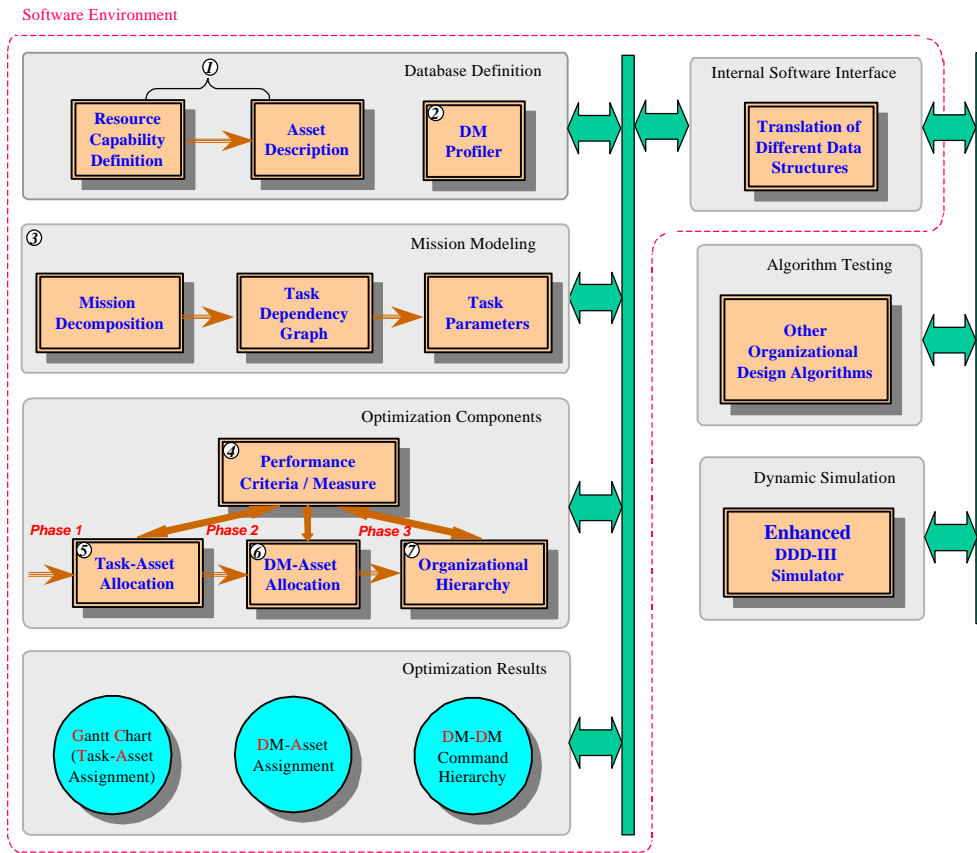 Software Environment
Database Definition
1
Resource
Capability
Definition
Asset
Description
2
DM
Profiler
Internal Software Interface
Translation of
Different Data
Structures
3
Mission Modeling
Mission
Decomposition
Task
Dependency
Graph
Task
Parameters
Algorithm Testing
Other
Organizational
Design Algorithms
Optimization Components
4
Performance
Criteria / Measure
Phase 1
Phase 2
Phase 3
5
Task-Asset
Allocation
6
DM-Asset
Allocation
7
Organizational
Hierarchy
Dynamic Simulation
Enhanced
DDD-III
Simulator
Optimization Results
Gantt Chart
(Task-Asset
Assignment)
DM-Asset
Assignment
DM-DM
Command
Hierarchy